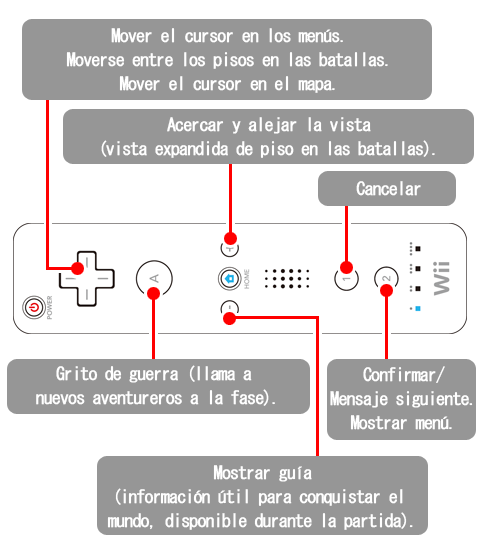 Mover el cursor en los menús.
Moverse entre los pisos en las batallas.
Mover el cursor en el mapa.
Acercar y alejar la vista
(vista expandida de piso en las batallas).
Cancelar
POWER
A
+
HOME
-
1
2
Wii
Grito de guerra (llama a
nuevos aventureros a la fase).
Confirmar/
Mensaje siguiente.
Mostrar menú.
Mostrar guía
(información útil para conquistar el
mundo, disponible durante la partida).